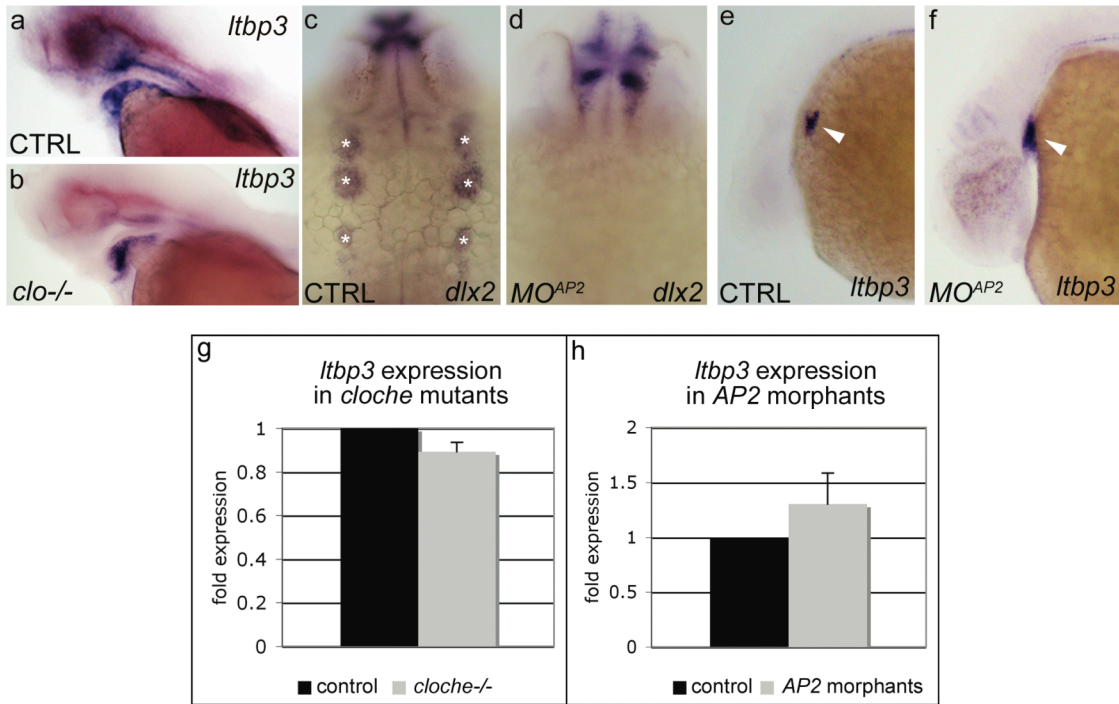 a
ltbp3
CTRL
b
ltbp3
clo-/-
c
CTRL
dlx2
d
MO^AP2
dlx2
e
CTRL
ltbp3
f
MO^AP2
ltbp3
g
ltbp3 expression
in cloche mutants
fold expression
1
0.8
0.6
0.4
0.2
0
control
cloche-/-
h
ltbp3 expression
in AP2 morphants
fold expression
2
1.5
1
0.5
0
control
AP2 morphants